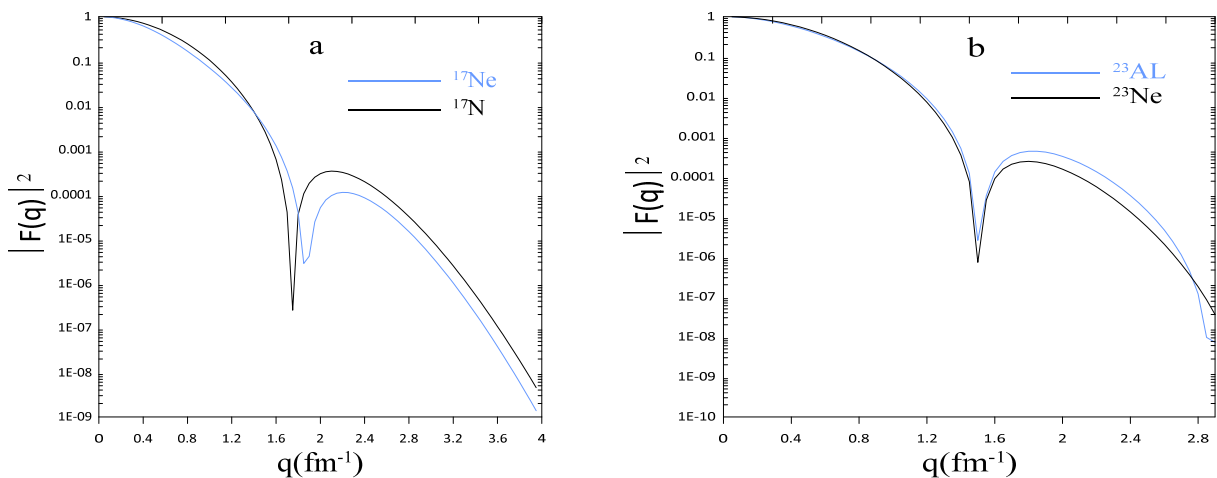 a
¹⁷Ne
¹⁷N
|F(q)|²
1
0.1
0.01
0.001
0.0001
1E-05
1E-06
1E-07
1E-08
1E-09
0 0.4 0.8 1.2 1.6 2 2.4 2.8 3.2 3.6 4
q(fm⁻¹)
b
²³AL
²³Ne
|F(q)|²
1
0.1
0.01
0.001
0.0001
1E-05
1E-06
1E-07
1E-08
1E-09
1E-10
0 0.4 0.8 1.2 1.6 2 2.4 2.8
q(fm⁻¹)